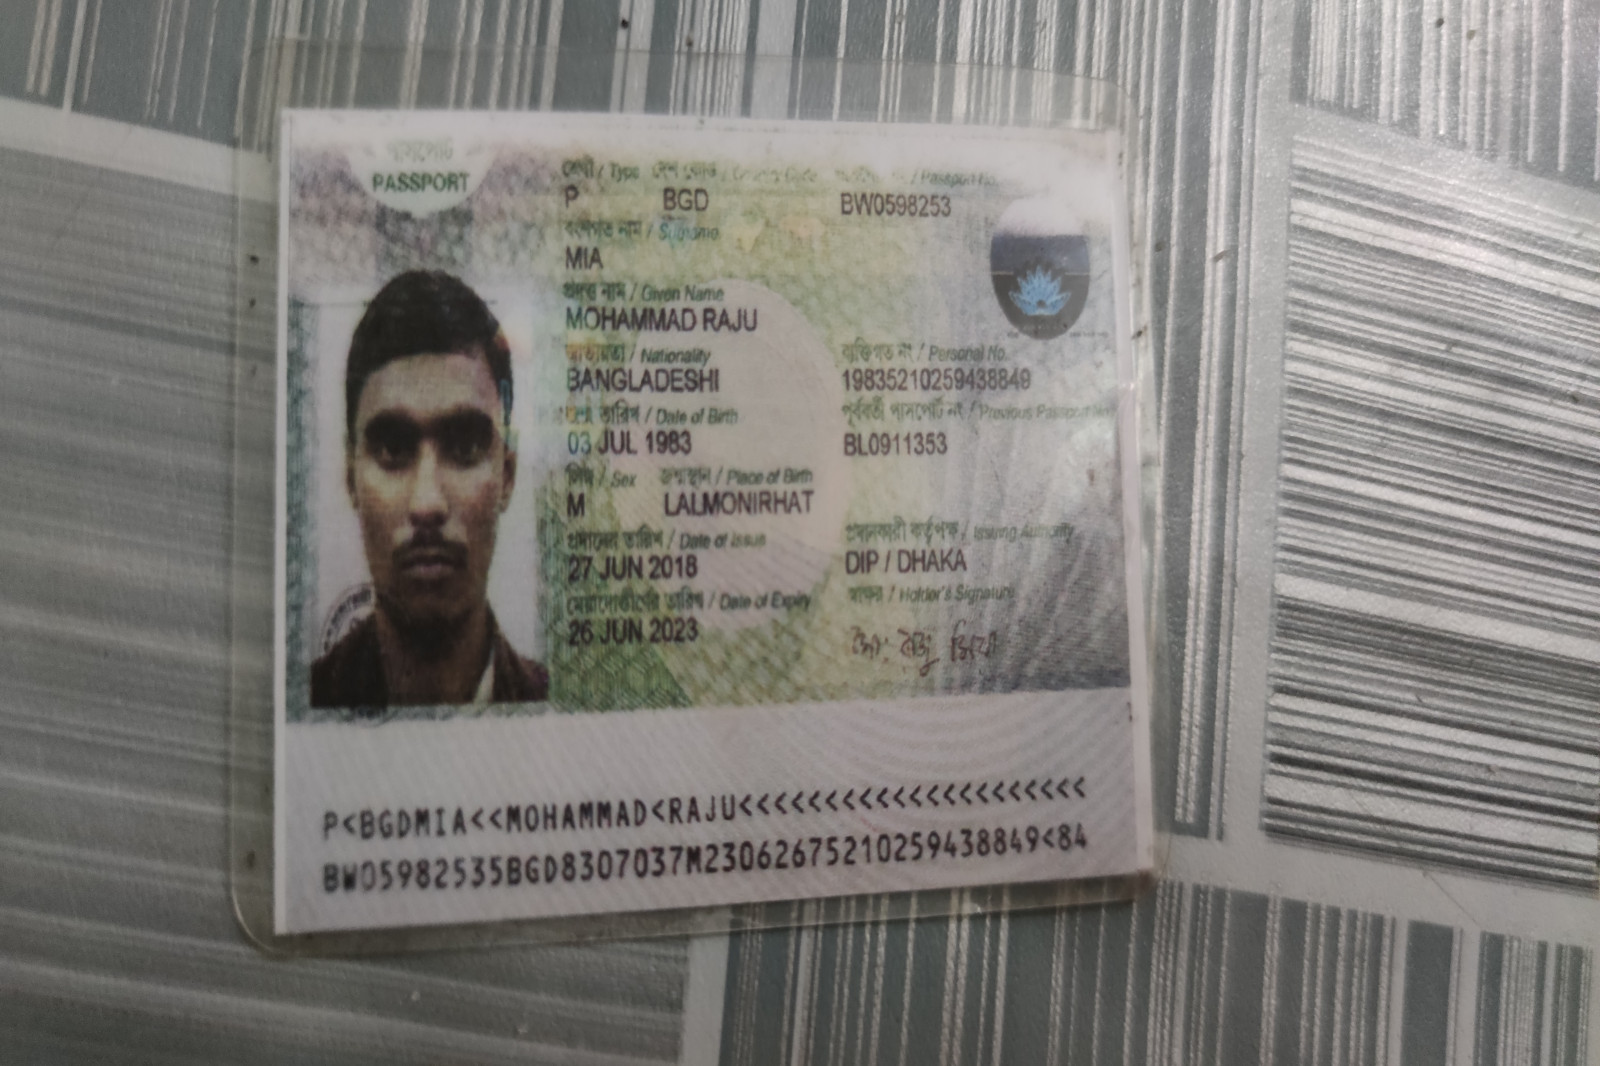 পাসপোর্ট
PASSPORT
শ্রেণী / Type দেশ কোড / Country Code / Passport No.
P BGD BW0598253
বংশগত নাম / Surname
MIA
প্রদত্ত নাম / Given Name
MOHAMMAD RAJU
জাতীয়তা / Nationality ব্যক্তিগত নং / Personal No.
BANGLADESHI 19835210259438849
জন্ম তারিখ / Date of Birth পূর্ববর্তী পাসপোর্ট নং / Previous Passport No.
03 JUL 1983 BL0911353
লিঙ্গ / Sex জন্মস্থান / Place of Birth
M LALMONIRHAT
প্রদানের তারিখ / Date of Issue প্রদানকারী কর্তৃপক্ষ / Issuing Authority
27 JUN 2018 DIP / DHAKA
মেয়াদোত্তীর্ণের তারিখ / Date of Expiry স্বাক্ষর / Holder's Signature
26 JUN 2023 মোঃ রাজু মিয়া
P<BGDMIA<<MOHAMMAD<RAJU<<<<<<<<<<<<<<<<<<<<<
BW05982535BGD8307037M23062675210259438849<84